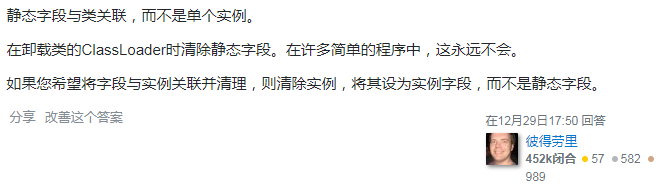 静态字段与类关联，而不是单个实例。
在卸载类的ClassLoader时清除静态字段。在许多简单的程序中，这永远不会。
如果您希望将字段与实例关联并清理，则清除实例，将其设为实例字段，而不是静态字段。
分享 改善这个答案
在12月29日17:50 回答
彼得劳里
452k闭合 57 582
989